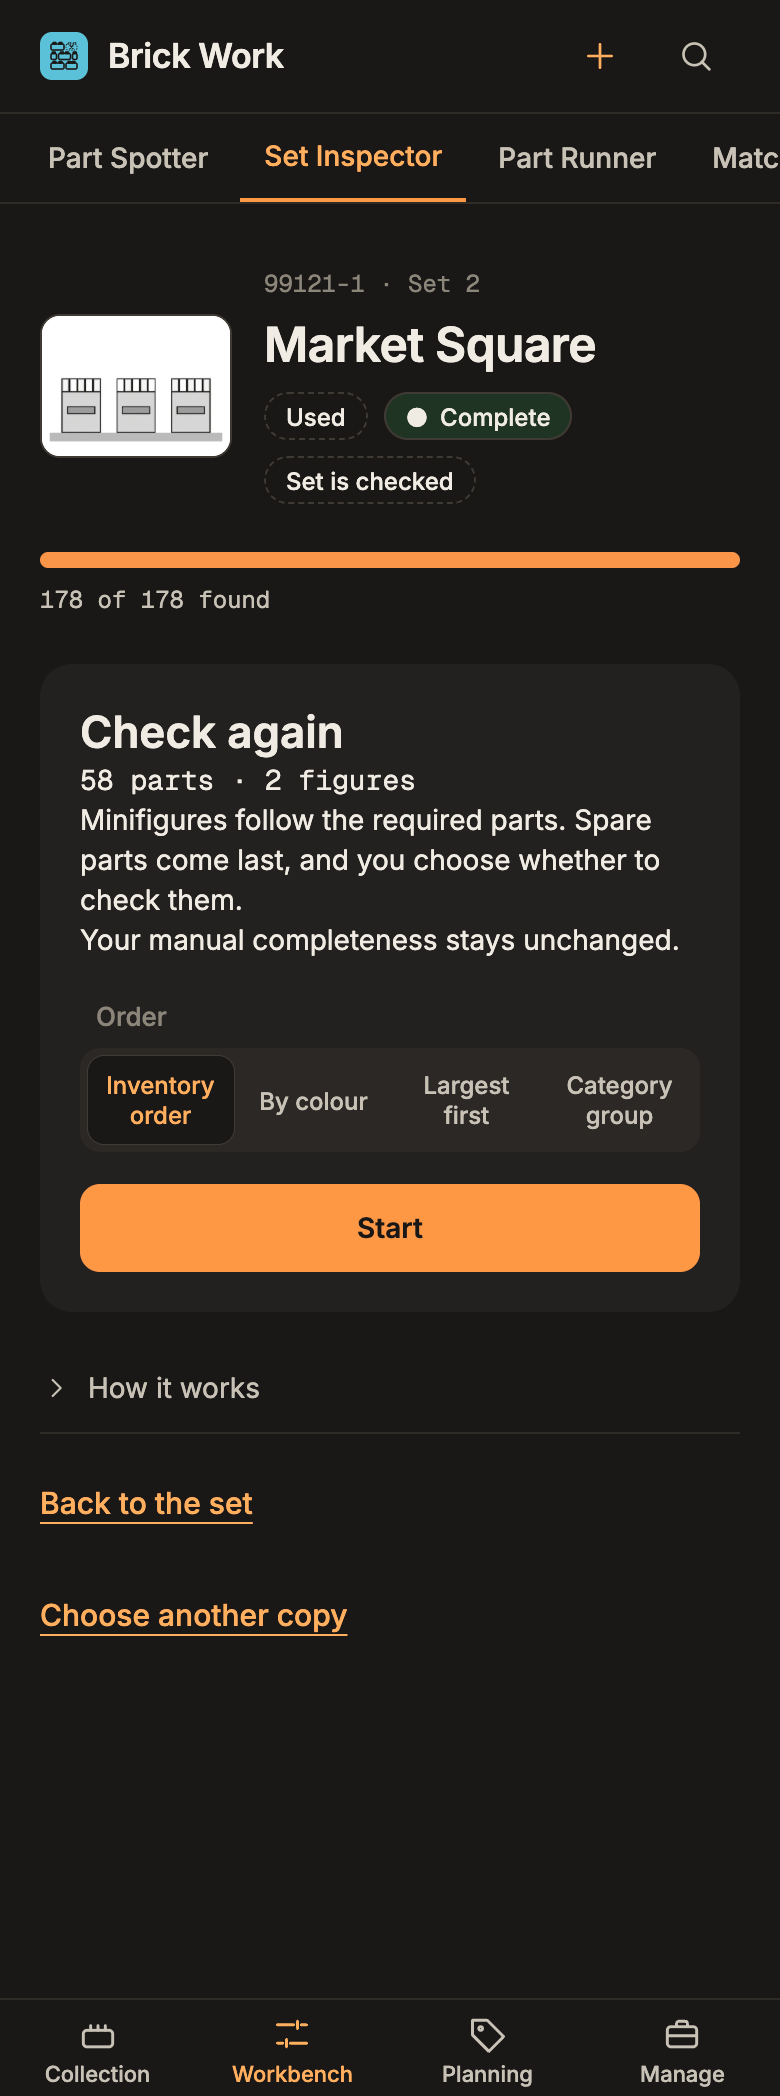 Brick Work
Part Spotter
Set Inspector
Part Runner
Matc
99121-1 · Set 2
Market Square
Used
Complete
Set is checked
178 of 178 found
Check again
58 parts · 2 figures
Minifigures follow the required parts. Spare
parts come last, and you choose whether to
check them.
Your manual completeness stays unchanged.
Order
Inventory
order
By colour
Largest
first
Category
group
Start
How it works
Back to the set
Choose another copy
Collection
Workbench
Planning
Manage